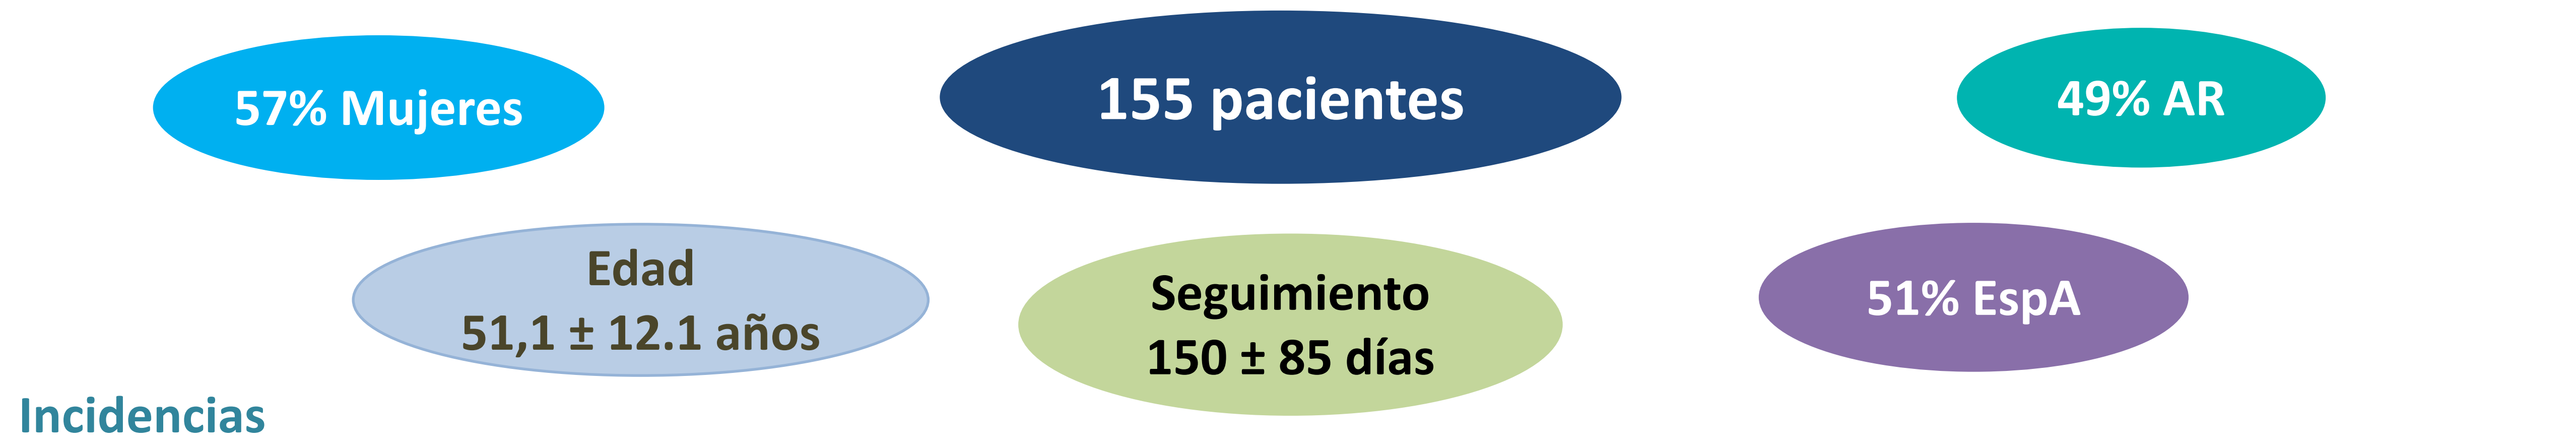 57% Mujeres
155 pacientes
49% AR
Edad
51,1 ± 12.1 años
Seguimiento
150 ± 85 días
51% EspA
Incidencias